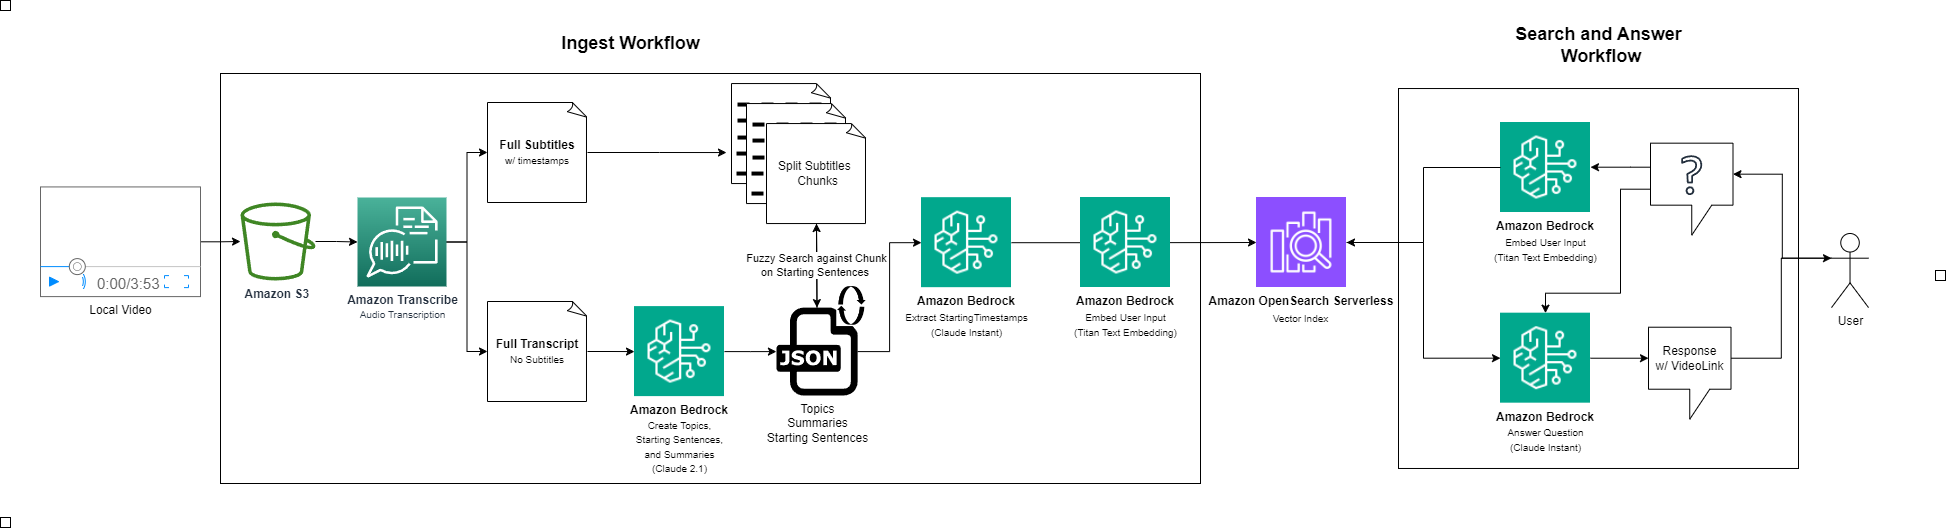 Ingest Workflow
Search and Answer
Workflow
0:00/3:53
Local Video
Amazon S3
Amazon Transcribe
Audio Transcription
Full Subtitles
w/ timestamps
Full Transcript
No Subtitles
Split Subtitles
Chunks
Fuzzy Search against Chunk
on Starting Sentences
Amazon Bedrock
Create Topics,
Starting Sentences,
and Summaries
(Claude 2.1)
JSON
Topics
Summaries
Starting Sentences
Amazon Bedrock
Extract StartingTimestamps
(Claude Instant)
Amazon Bedrock
Embed User Input
(Titan Text Embedding)
Amazon OpenSearch Serverless
Vector Index
Amazon Bedrock
Embed User Input
(Titan Text Embedding)
?
Amazon Bedrock
Answer Question
(Claude Instant)
Response
w/ VideoLink
User